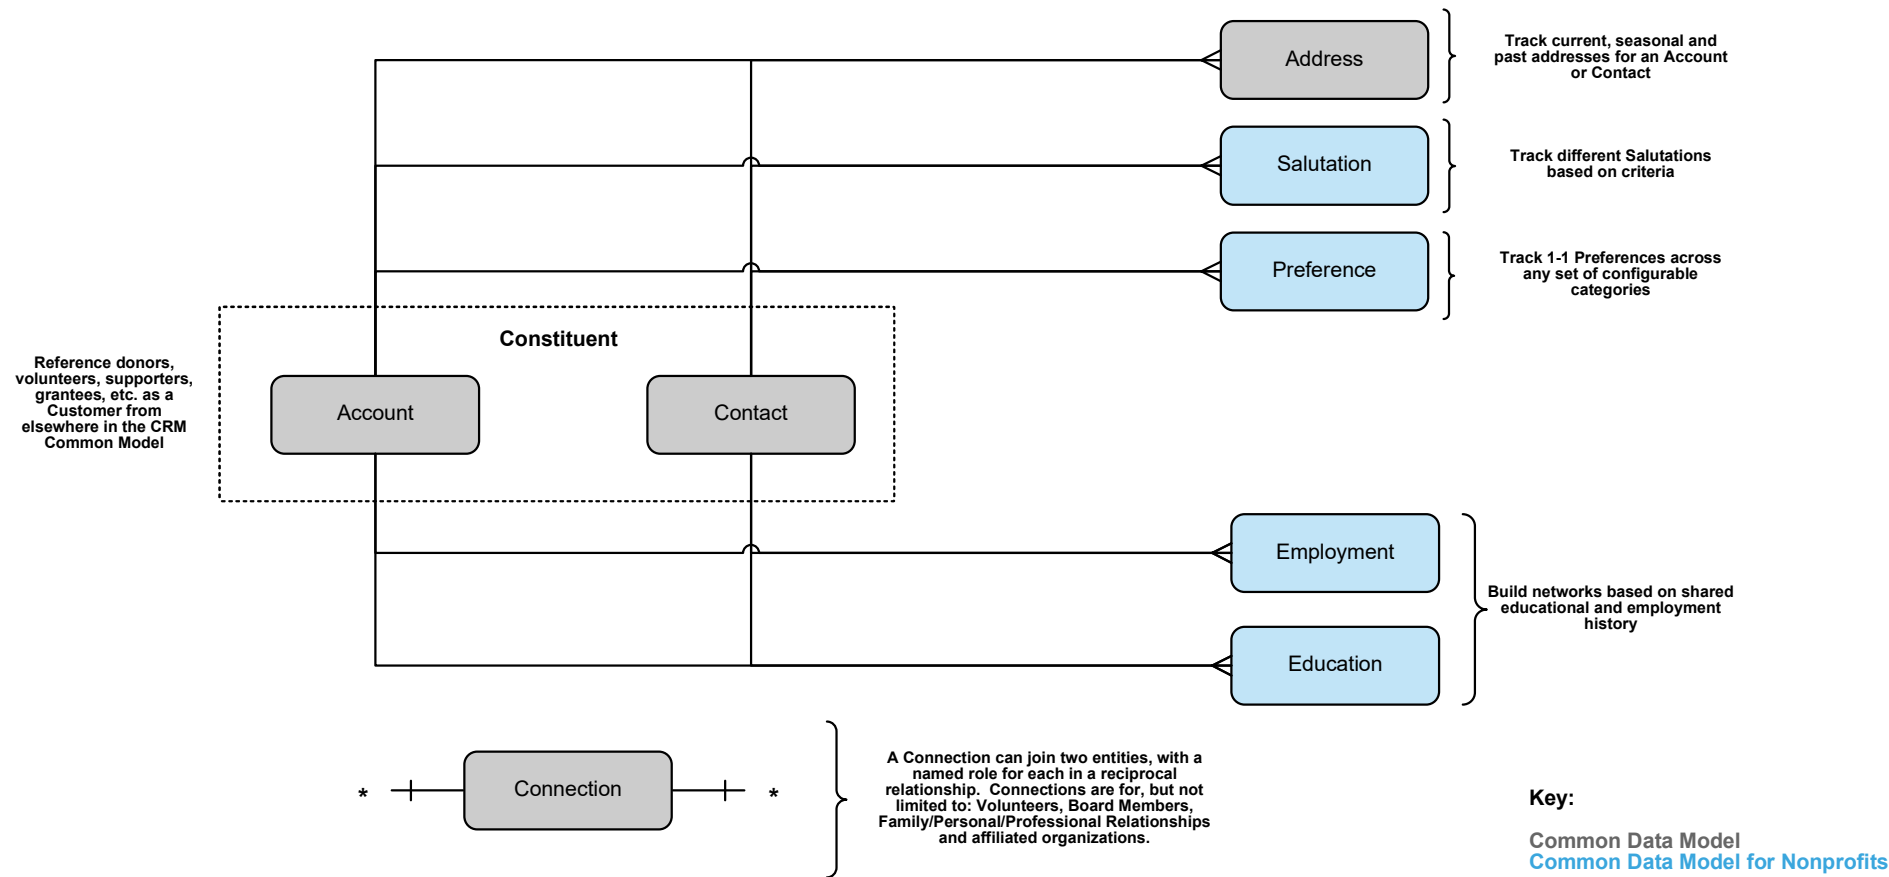 Address
Track current, seasonal and
past addresses for an Account
or Contact
Salutation
Track different Salutations
based on criteria
Preference
Track 1-1 Preferences across
any set of configurable
categories
Constituent
Reference donors,
volunteers, supporters,
grantees, etc. as a
Customer from
elsewhere in the CRM
Common Model
Account
Contact
Employment
Build networks based on shared
educational and employment
history
Education
* Connection *
A Connection can join two entities, with a
named role for each in a reciprocal
relationship.  Connections are for, but not
limited to: Volunteers, Board Members,
Family/Personal/Professional Relationships
and affiliated organizations.
Key:
Common Data Model
Common Data Model for Nonprofits